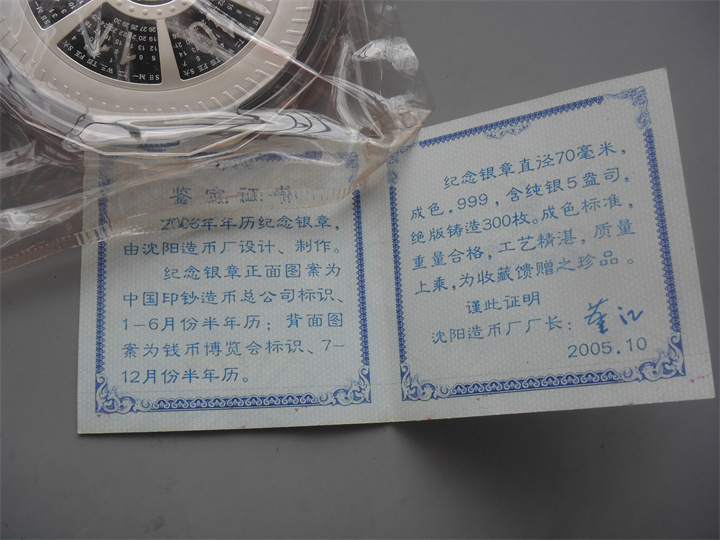 鉴定证书
2006年年历纪念银章,
由沈阳造币厂设计、制作。
纪念银章正面图案为
中国印钞造币总公司标识、
1-6月份半年历; 背面图
案为钱币博览会标识、7-
12月份半年历。
纪念银章直径70毫米,
成色.999, 含纯银5盎司,
绝版铸造300枚。成色标准,
重量合格, 工艺精湛, 质量
上乘, 为收藏馈赠之珍品。
谨此证明
沈阳造币厂厂长:
2005.10